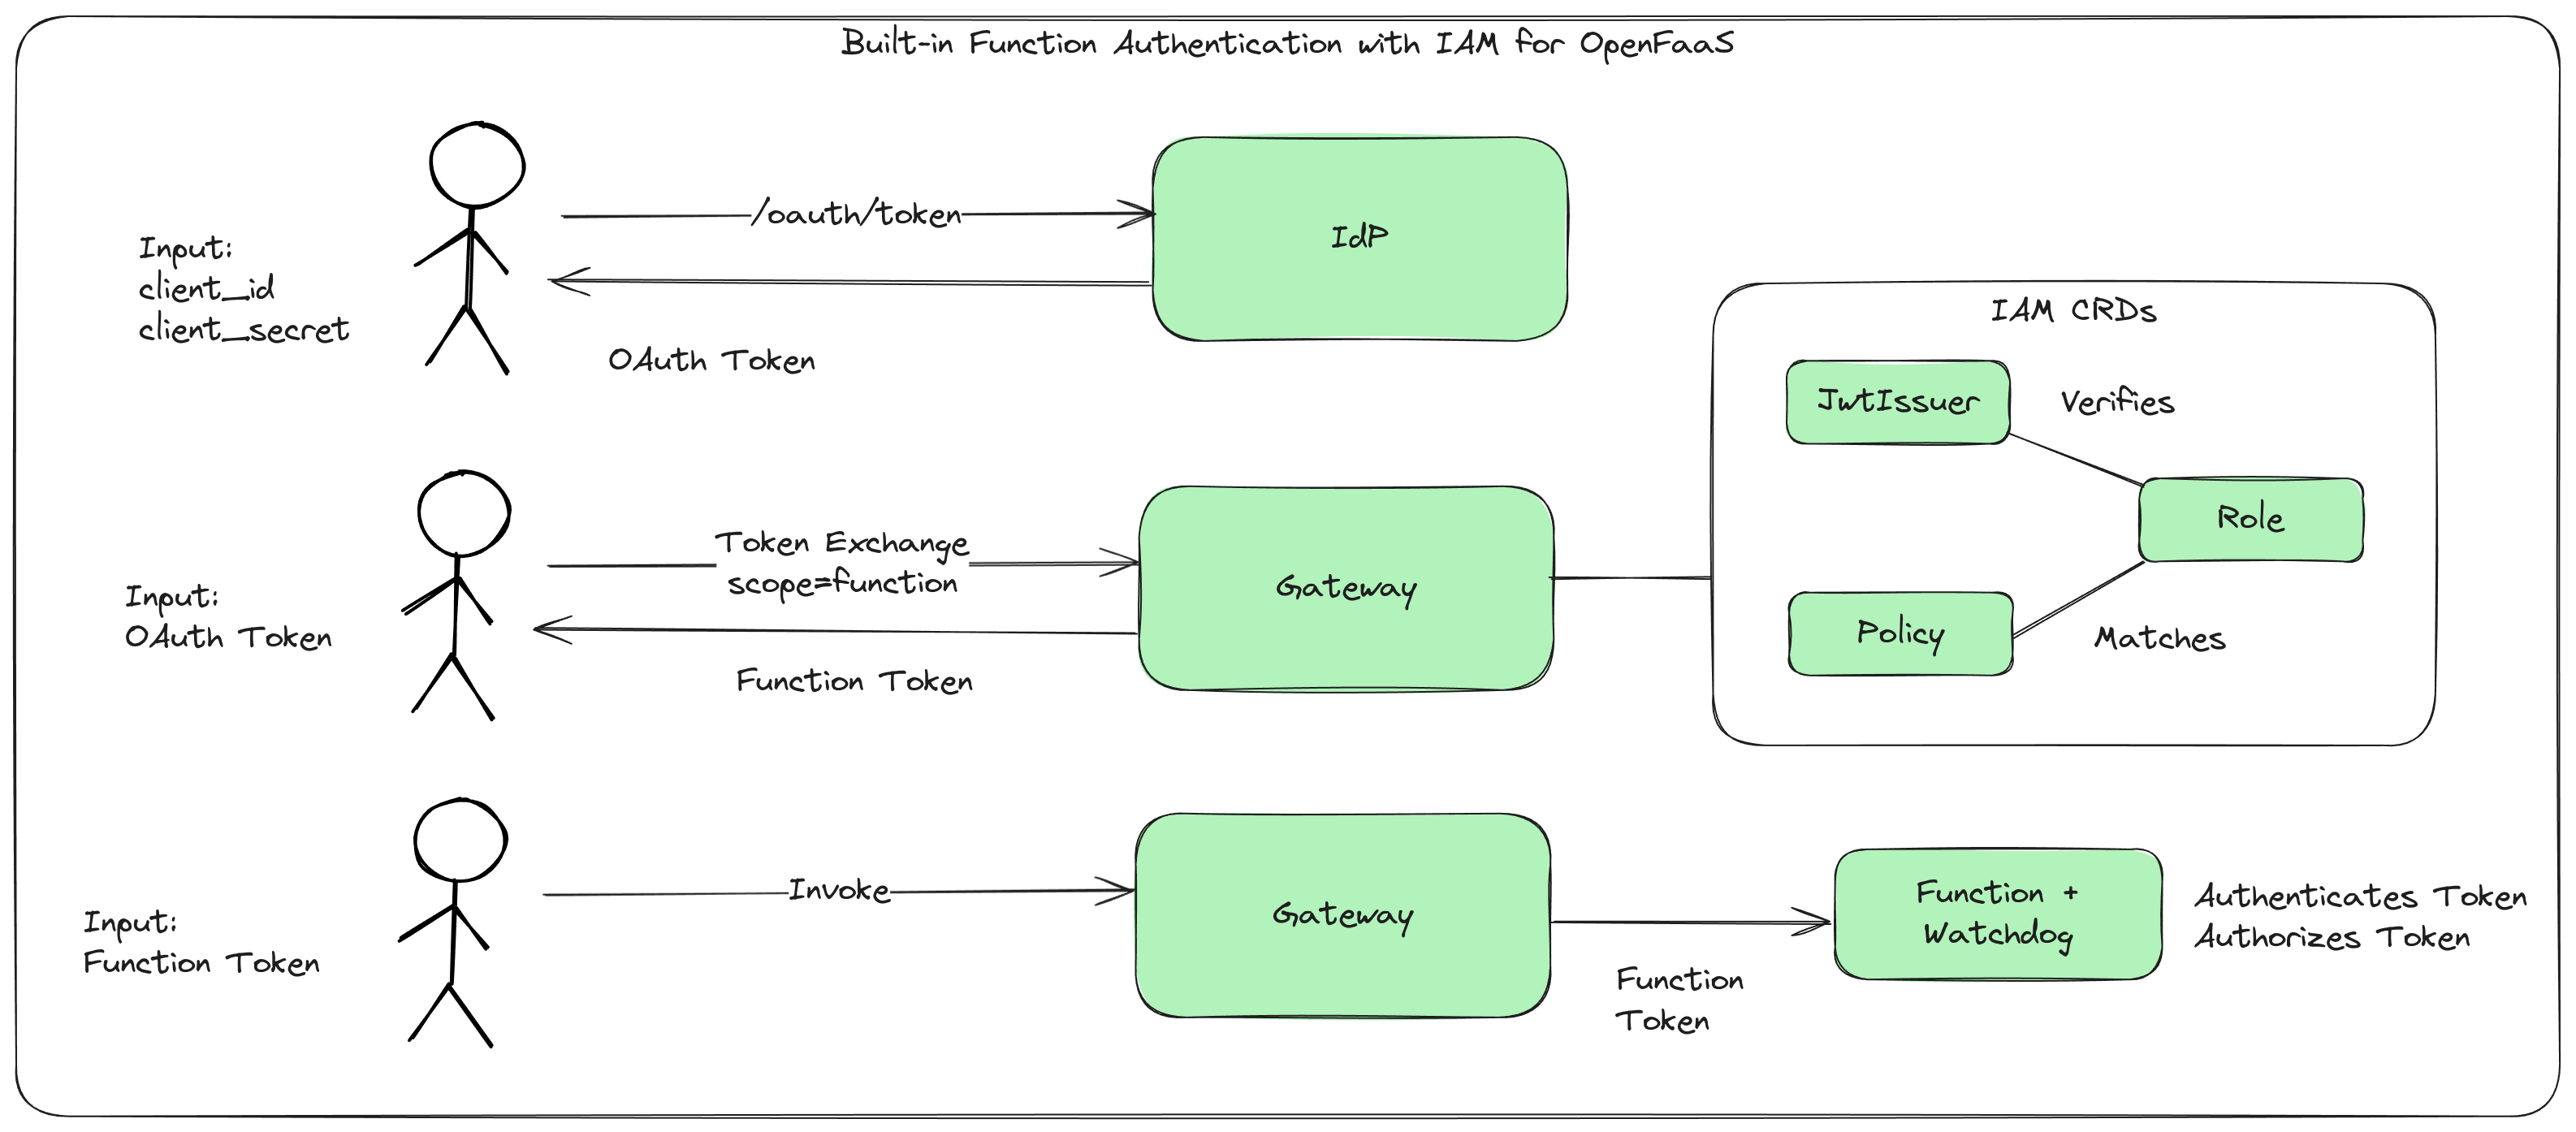 Built-in Function Authentication with IAM for OpenFaaS
Input:
client_id
client_secret
/oauth/token
OAuth Token
IdP
Input:
OAuth Token
Token Exchange
scope=function
Function Token
Gateway
IAM CRDs
JwtIssuer
Verifies
Role
Policy
Matches
Input:
Function Token
Invoke
Gateway
Function
Token
Function +
Watchdog
Authenticates Token
Authorizes Token